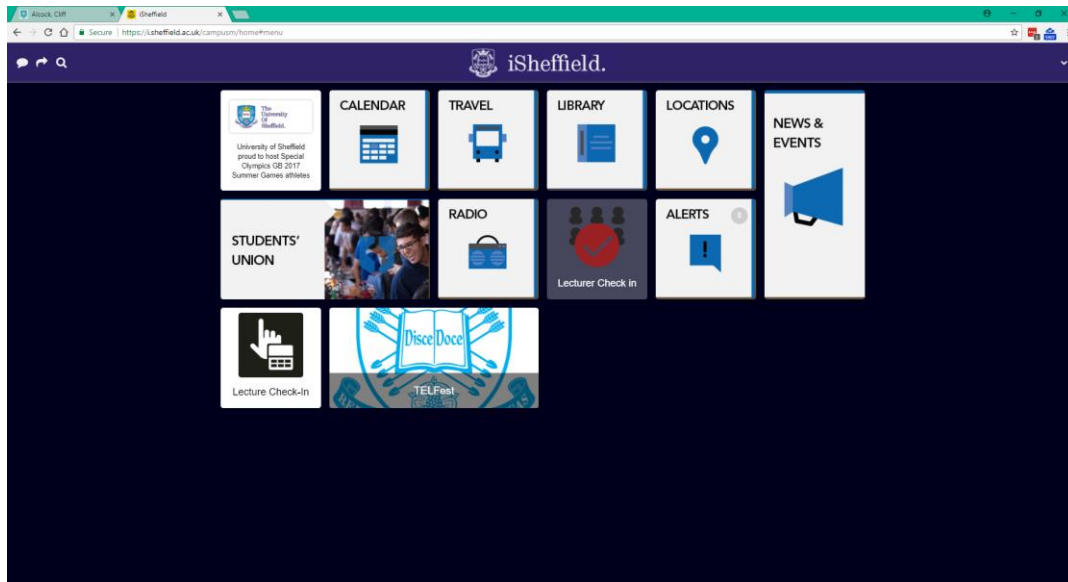 Alcock, Cliff
iSheffield
Secure
https://i.sheffield.ac.uk/campusm/home#menu
iSheffield.
The
University
Of
Sheffield.
University of Sheffield
proud to host Special
Olympics GB 2017
Summer Games athletes
CALENDAR
TRAVEL
LIBRARY
LOCATIONS
NEWS &
EVENTS
STUDENTS'
UNION
RADIO
Lecturer Check in
ALERTS
!
Lecture Check-In
Disce Doce
TELFest